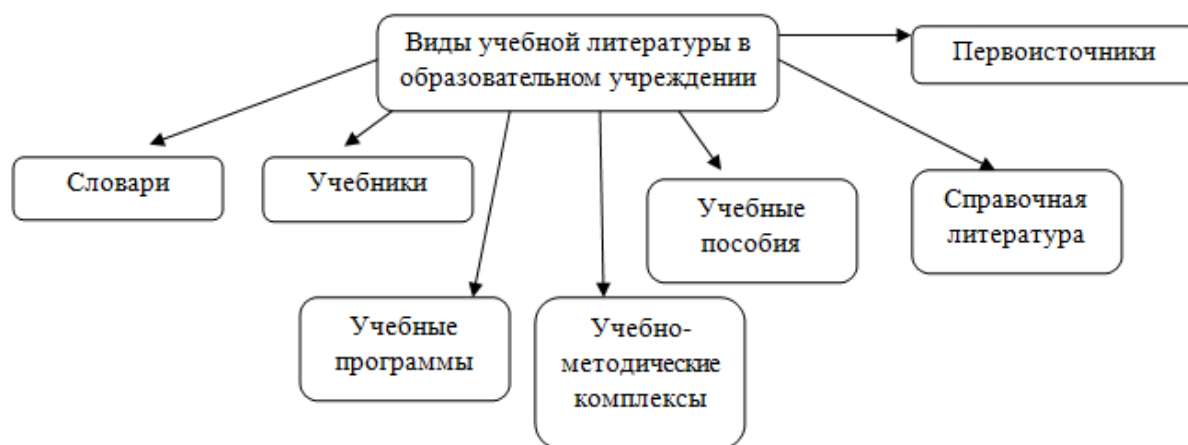 Виды учебной литературы в
образовательном учреждении
Первоисточники
Словари
Учебники
Учебные
пособия
Справочная
литература
Учебные
программы
Учебно-
методические
комплексы